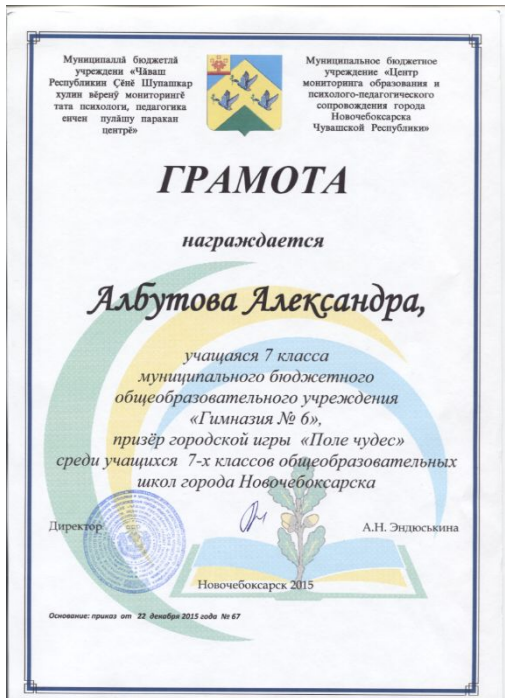 Муниципаллă бюджетлă
учреждени «Чăваш
Республикин Çĕнĕ Шупашкар
хулин вĕренӳ мониторингĕ
тата психологи, педагогика
енчен пулăшу паракан
центрĕ»
Муниципальное бюджетное
учреждение «Центр
мониторинга образования и
психолого-педагогического
сопровождения города
Новочебоксарска
Чувашской Республики»
ГРАМОТА
награждается
Албутова Александра,
учащаяся 7 класса
муниципального бюджетного
общеобразовательного учреждения
«Гимназия № 6»,
призёр городской игры «Поле чудес»
среди учащихся 7-х классов общеобразовательных
школ города Новочебоксарска
Директор
А.Н. Эндюськина
Новочебоксарск 2015
Основание: приказ от 22 декабря 2015 года № 67